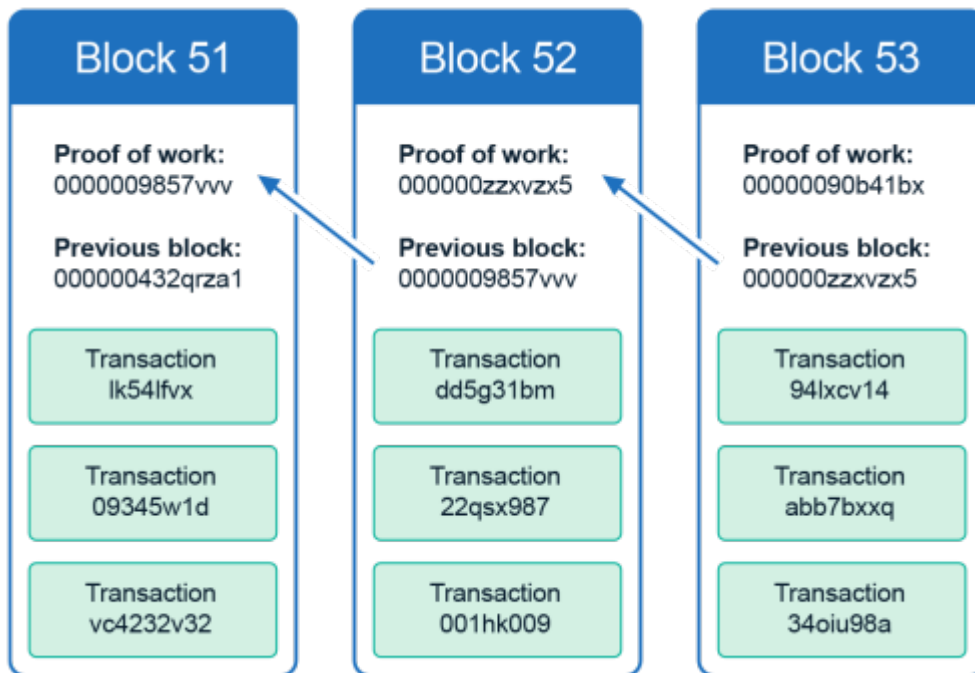 Block 51
Proof of work:
0000009857vvv
Previous block:
000000432qrza1
Transaction
lk54lfvx
Transaction
09345w1d
Transaction
vc4232v32
Block 52
Proof of work:
000000zzxvzx5
Previous block:
0000009857vvv
Transaction
dd5g31bm
Transaction
22qsx987
Transaction
001hk009
Block 53
Proof of work:
00000090b41bx
Previous block:
000000zzxvzx5
Transaction
94lxcv14
Transaction
abb7bxxq
Transaction
34oiu98a